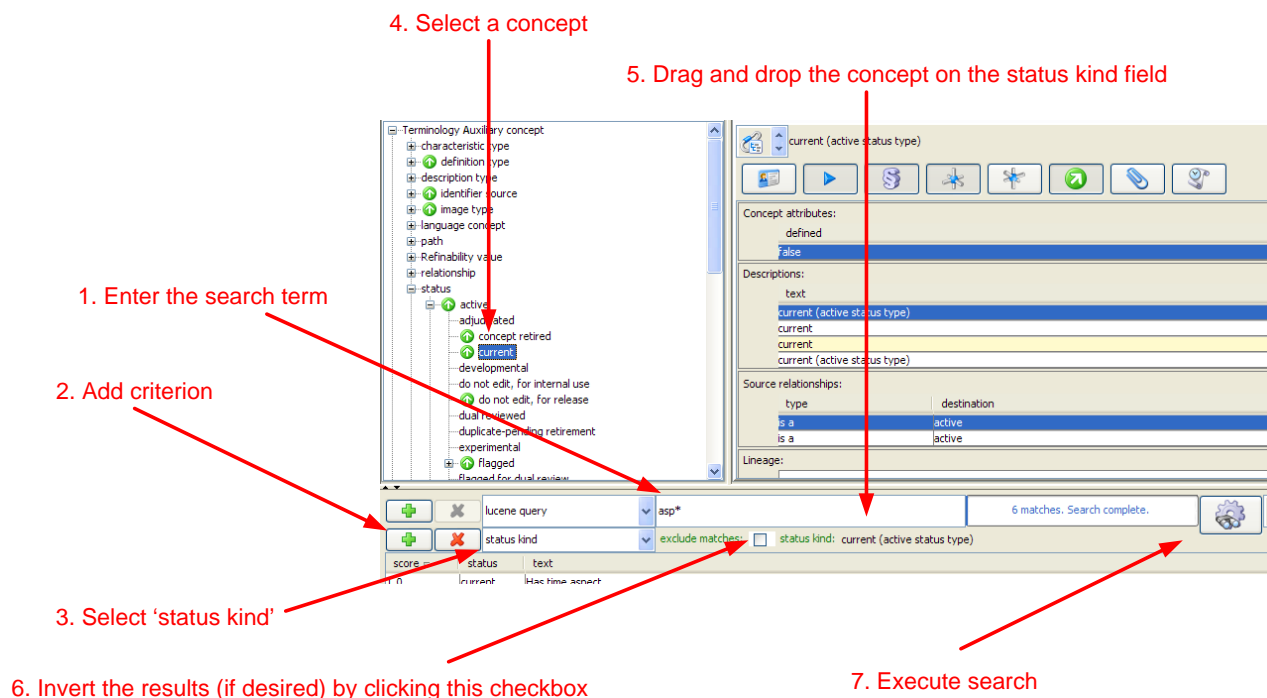 4. Select a concept
5. Drag and drop the concept on the status kind field
Terminology Auxiliary concept
characteristic type
definition type
description type
identifier source
image type
language concept
path
Refinability value
relationship
status
active
adjudicated
concept retired
current
developmental
do not edit, for internal use
do not edit, for release
dual reviewed
duplicate-pending retirement
experimental
flagged
flagged for dual review
current (active status type)
Concept attributes:
defined
false
Descriptions:
text
current (active status type)
current
current
current (active status type)
Source relationships:
type destination
is a active
is a active
Lineage:
1. Enter the search term
2. Add criterion
lucene query asp* 6 matches. Search complete.
status kind exclude matches: status kind: current (active status type)
score status text
1.0 current Has time aspect
3. Select ‘status kind’
6. Invert the results (if desired) by clicking this checkbox
7. Execute search